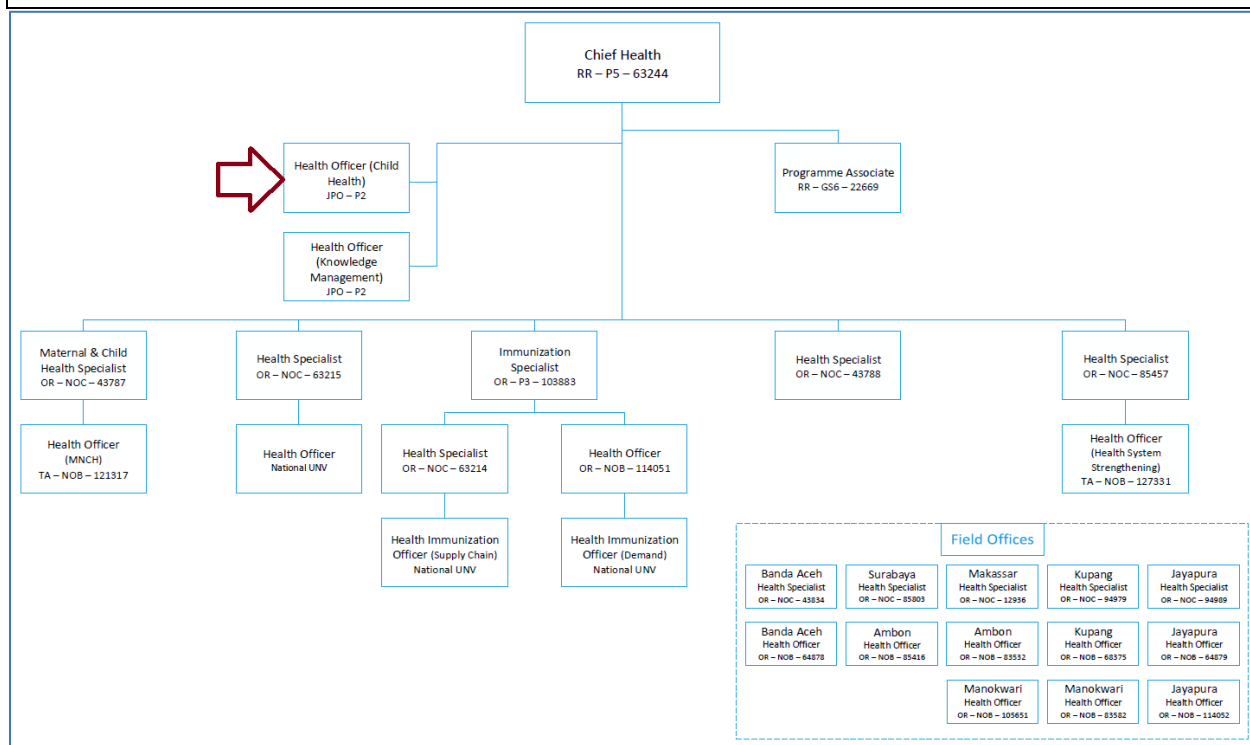 Chief Health
RR – P5 – 63244
Health Officer (Child
Health)
JPO – P2
Programme Associate
RR – GS6 – 22669
Health Officer
(Knowledge
Management)
JPO – P2
Maternal & Child
Health Specialist
OR – NOC – 43787
Health Specialist
OR – NOC – 63215
Immunization
Specialist
OR – P3 – 103883
Health Specialist
OR – NOC – 43788
Health Specialist
OR – NOC – 85457
Health Officer
(MNCH)
TA – NOB – 121317
Health Officer
National UNV
Health Specialist
OR – NOC – 63214
Health Officer
OR – NOB – 114051
Health Officer
(Health System
Strengthening)
TA – NOB – 127331
Health Immunization
Officer (Supply Chain)
National UNV
Health Immunization
Officer (Demand)
National UNV
Field Offices
Banda Aceh
Health Specialist
OR – NOC – 43834
Surabaya
Health Specialist
OR – NOC – 85803
Makassar
Health Specialist
OR – NOC – 12936
Kupang
Health Specialist
OR – NOC – 94979
Jayapura
Health Specialist
OR – NOC – 94989
Banda Aceh
Health Officer
OR – NOB – 64878
Ambon
Health Officer
OR – NOB – 85416
Ambon
Health Officer
OR – NOB – 83532
Kupang
Health Officer
OR – NOB – 68375
Jayapura
Health Officer
OR – NOB – 64879
Manokwari
Health Officer
OR – NOB – 105651
Manokwari
Health Officer
OR – NOB – 83582
Jayapura
Health Officer
OR – NOB – 114052